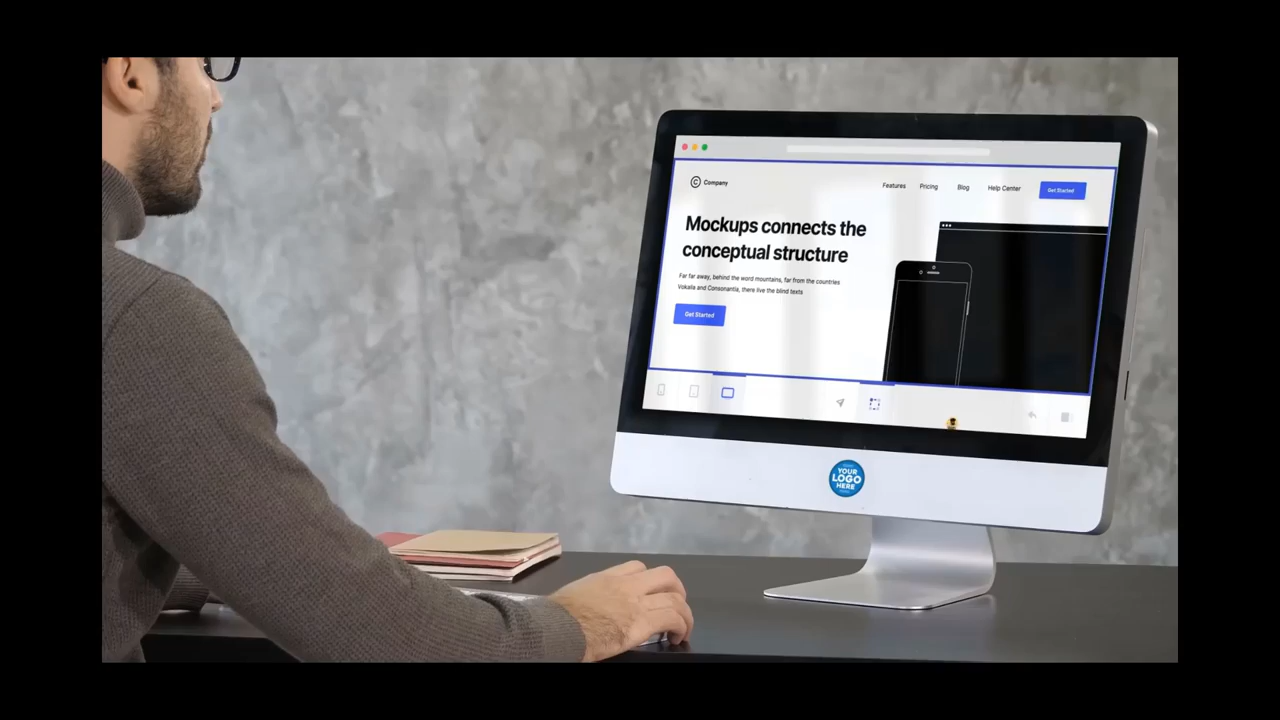 Company
Features
Pricing
Blog
Help Center
Get Started
Mockups connects the
conceptual structure
Far far away, behind the word mountains, far from the countries
Vokalia and Consonantia, there live the blind texts
Get Started
YOUR
LOGO
HERE